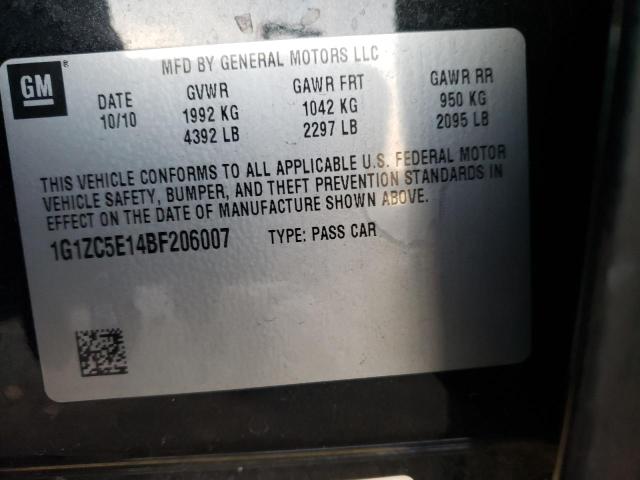 MFD BY GENERAL MOTORS LLC
GM®
DATE GVWR GAWR FRT GAWR RR
10/10 1992 KG 1042 KG 950 KG
4392 LB 2297 LB 2095 LB
THIS VEHICLE CONFORMS TO ALL APPLICABLE U.S. FEDERAL MOTOR
VEHICLE SAFETY, BUMPER, AND THEFT PREVENTION STANDARDS IN
EFFECT ON THE DATE OF MANUFACTURE SHOWN ABOVE.
1G1ZC5E14BF206007 TYPE: PASS CAR